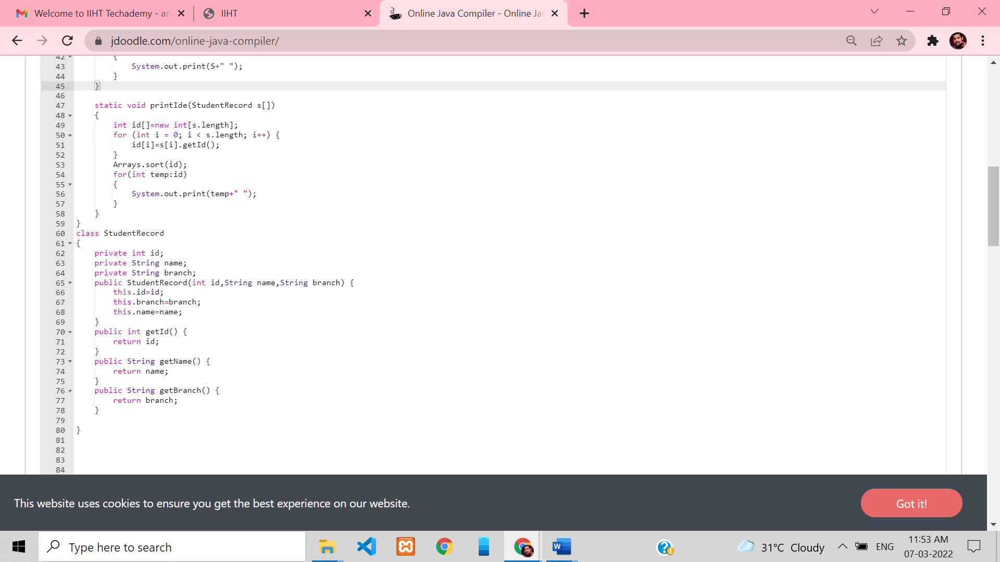 Welcome to IIHT Techademy - an
IIHT
Online Java Compiler - Online Jav
jdoodle.com/online-java-compiler/
42 {
43 System.out.print(S+" ");
44 }
45 }
46
47 static void printIde(StudentRecord s[])
48 {
49 int id[]=new int[s.length];
50 for (int i = 0; i < s.length; i++) {
51 id[i]=s[i].getId();
52 }
53 Arrays.sort(id);
54 for(int temp:id)
55 {
56 System.out.print(temp+" ");
57 }
58 }
59 }
60 class StudentRecord
61 {
62 private int id;
63 private String name;
64 private String branch;
65 public StudentRecord(int id,String name,String branch) {
66 this.id=id;
67 this.branch=branch;
68 this.name=name;
69 }
70 public int getId() {
71 return id;
72 }
73 public String getName() {
74 return name;
75 }
76 public String getBranch() {
77 return branch;
78 }
79
80 }
81
82
83
84
This website uses cookies to ensure you get the best experience on our website.
Got it!
Type here to search
W
31°C Cloudy
ENG
11:53 AM
07-03-2022